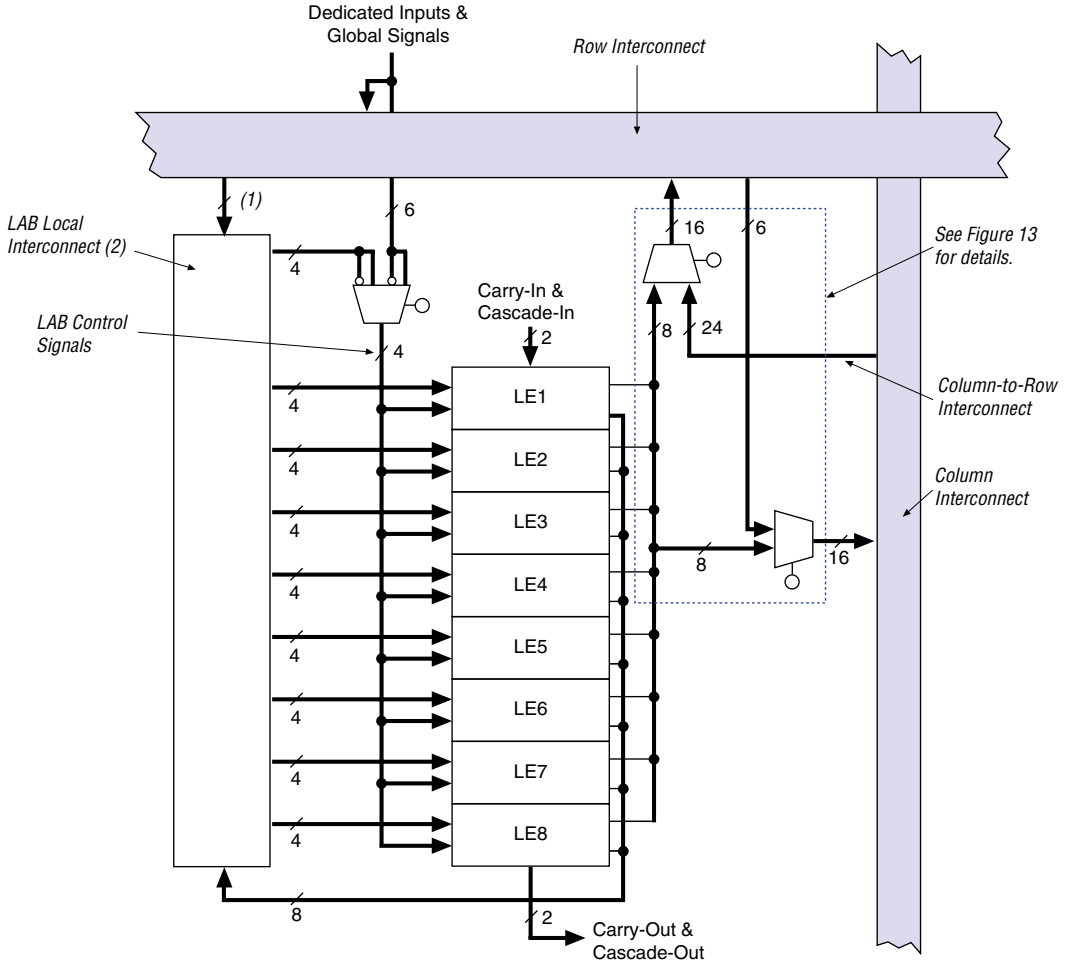 Dedicated Inputs &
Global Signals
Row Interconnect
(1)
6
16
6
LAB Local
Interconnect (2)
See Figure 13
for details.
4
Carry-In &
Cascade-In
LAB Control
Signals
4
2
8
24
Column-to-Row
Interconnect
LE1
4
LE2
4
Column
Interconnect
LE3
4
LE4
8
16
4
LE5
4
LE6
4
LE7
4
LE8
4
8
2
Carry-Out &
Cascade-Out